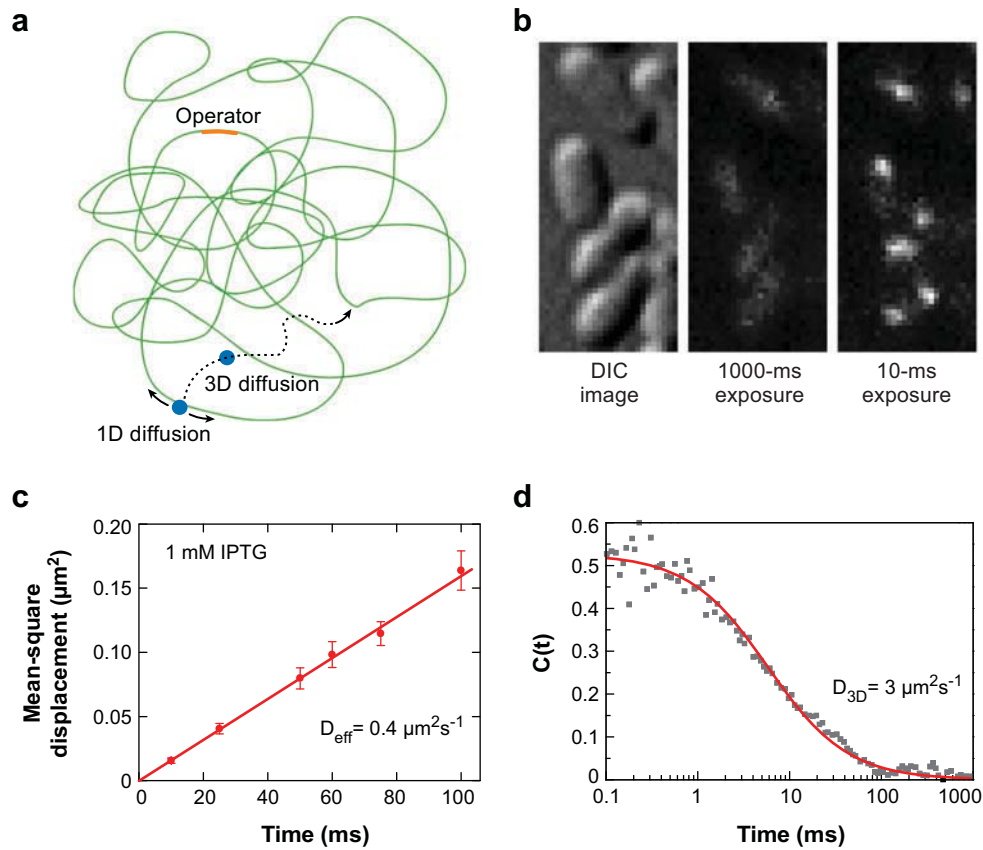 a
Operator
3D diffusion
1D diffusion
b
DIC
image
1000-ms
exposure
10-ms
exposure
c
Mean-square
displacement (μm²)
0.20
0.15
0.10
0.05
0
1 mM IPTG
D_eff= 0.4 μm²s⁻¹
0 20 40 60 80 100
Time (ms)
d
C(t)
0.6
0.5
0.4
0.3
0.2
0.1
0
D_3D= 3 μm²s⁻¹
0.1 1 10 100 1000
Time (ms)